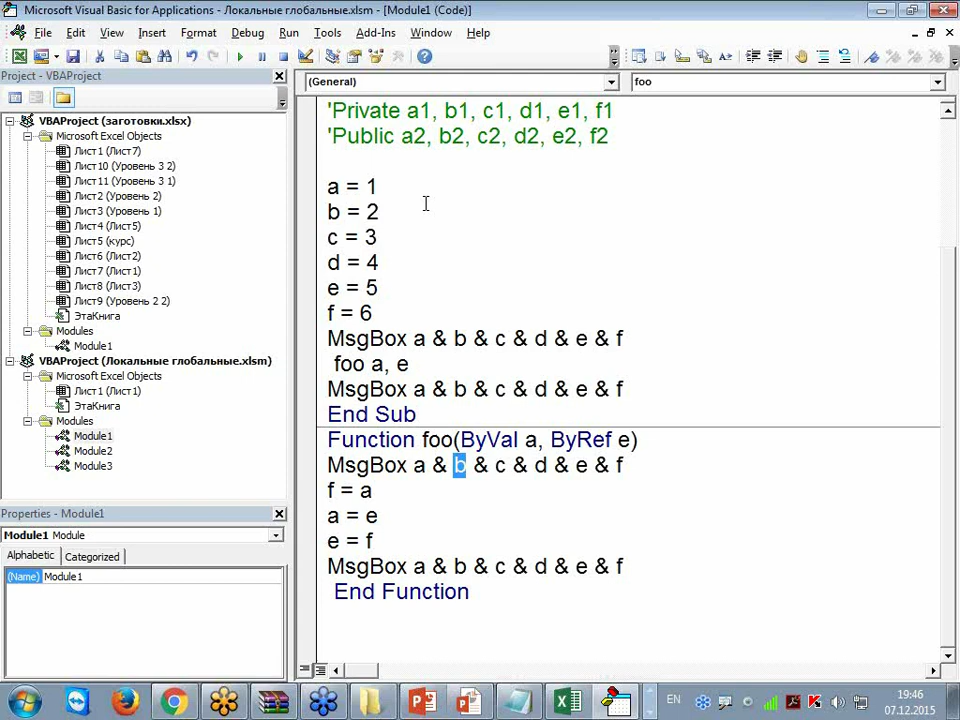 Microsoft Visual Basic for Applications - Локальные глобальные.xlsm - [Module1 (Code)]
File Edit View Insert Format Debug Run Tools Add-Ins Window Help
Project - VBAProject
(General)
foo
VBAProject (заготовки.xlsx)
Microsoft Excel Objects
Лист1 (Лист7)
Лист10 (Уровень 3 2)
Лист11 (Уровень 3 1)
Лист2 (Уровень 2)
Лист3 (Уровень 1)
Лист4 (Лист5)
Лист5 (курс)
Лист6 (Лист2)
Лист7 (Лист1)
Лист8 (Лист3)
Лист9 (Уровень 2 2)
ЭтаКнига
Modules
Module1
VBAProject (Локальные глобальные.xlsm)
Microsoft Excel Objects
Лист1 (Лист1)
ЭтаКнига
Modules
Module1
Module2
Module3
Properties - Module1
Module1 Module
Alphabetic Categorized
(Name) Module1
'Private a1, b1, c1, d1, e1, f1
'Public a2, b2, c2, d2, e2, f2
a = 1
b = 2
c = 3
d = 4
e = 5
f = 6
MsgBox a & b & c & d & e & f
foo a, e
MsgBox a & b & c & d & e & f
End Sub
Function foo(ByVal a, ByRef e)
MsgBox a & b & c & d & e & f
f = a
a = e
e = f
MsgBox a & b & c & d & e & f
End Function
EN
19:46
07.12.2015